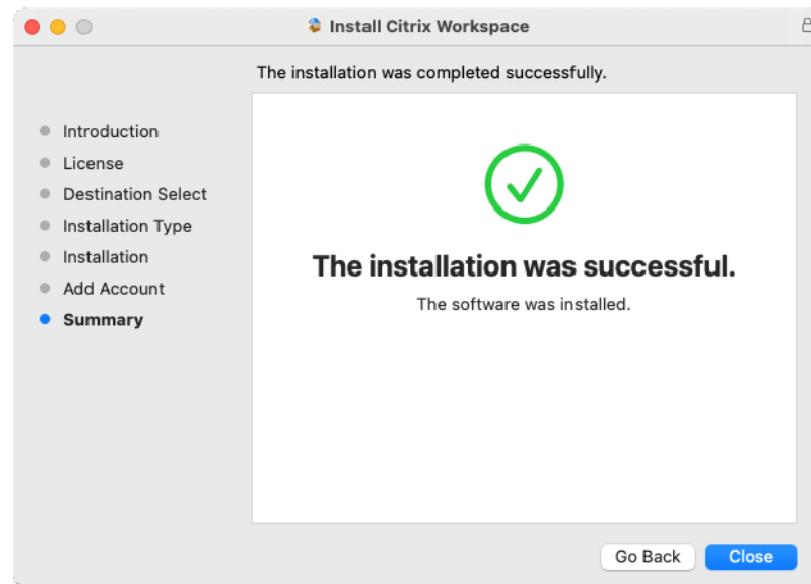 Install Citrix Workspace
The installation was completed successfully.
Introduction
License
Destination Select
Installation Type
Installation
Add Account
Summary
The installation was successful.
The software was installed.
Go Back
Close